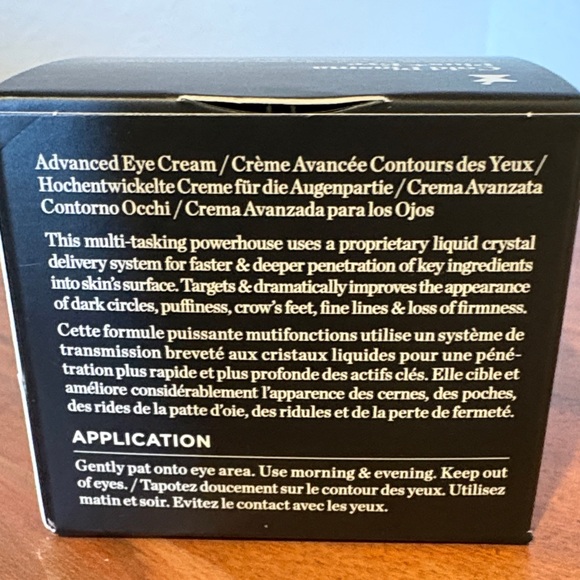 Advanced Eye Cream / Crème Avancée Contours des Yeux /
Hochentwickelte Creme für die Augenpartie / Crema Avanzata
Contorno Occhi / Crema Avanzada para los Ojos
This multi-tasking powerhouse uses a proprietary liquid crystal
delivery system for faster & deeper penetration of key ingredients
into skin's surface. Targets & dramatically improves the appearance
of dark circles, puffiness, crow's feet, fine lines & loss of firmness.
Cette formule puissante mutifonctions utilise un système de
transmission breveté aux cristaux liquides pour une péné-
tration plus rapide et plus profonde des actifs clés. Elle cible et
améliore considérablement l'apparence des cernes, des poches,
des rides de la patte d'oie, des ridules et de la perte de fermeté.
APPLICATION
Gently pat onto eye area. Use morning & evening. Keep out
of eyes. / Tapotez doucement sur le contour des yeux. Utilisez
matin et soir. Evitez le contact avec les yeux.